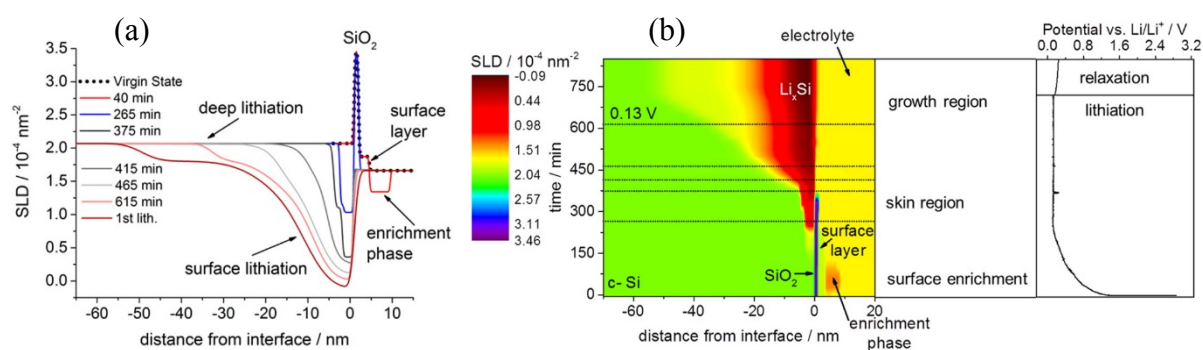 (a)
SiO2
3.5
3.0
2.5
2.0
1.5
1.0
0.5
0.0
SLD / 10⁻⁴ nm⁻²
Virgin State
40 min
265 min
375 min
415 min
465 min
615 min
1st lith.
deep lithiation
surface layer
surface lithiation
enrichment phase
-60 -50 -40 -30 -20 -10 0 10
distance from interface / nm
(b)
SLD / 10⁻⁴ nm⁻²
-0.09
0.44
0.98
1.51
2.04
2.57
3.11
3.46
time / min
750
600
450
300
150
0
electrolyte
LixSi
0.13 V
surface layer
SiO2
c- Si
enrichment phase
-60 -40 -20 0 20
distance from interface / nm
growth region
skin region
surface enrichment
Potential vs. Li/Li⁺ / V
0.0 0.8 1.6 2.4 3.2
relaxation
lithiation